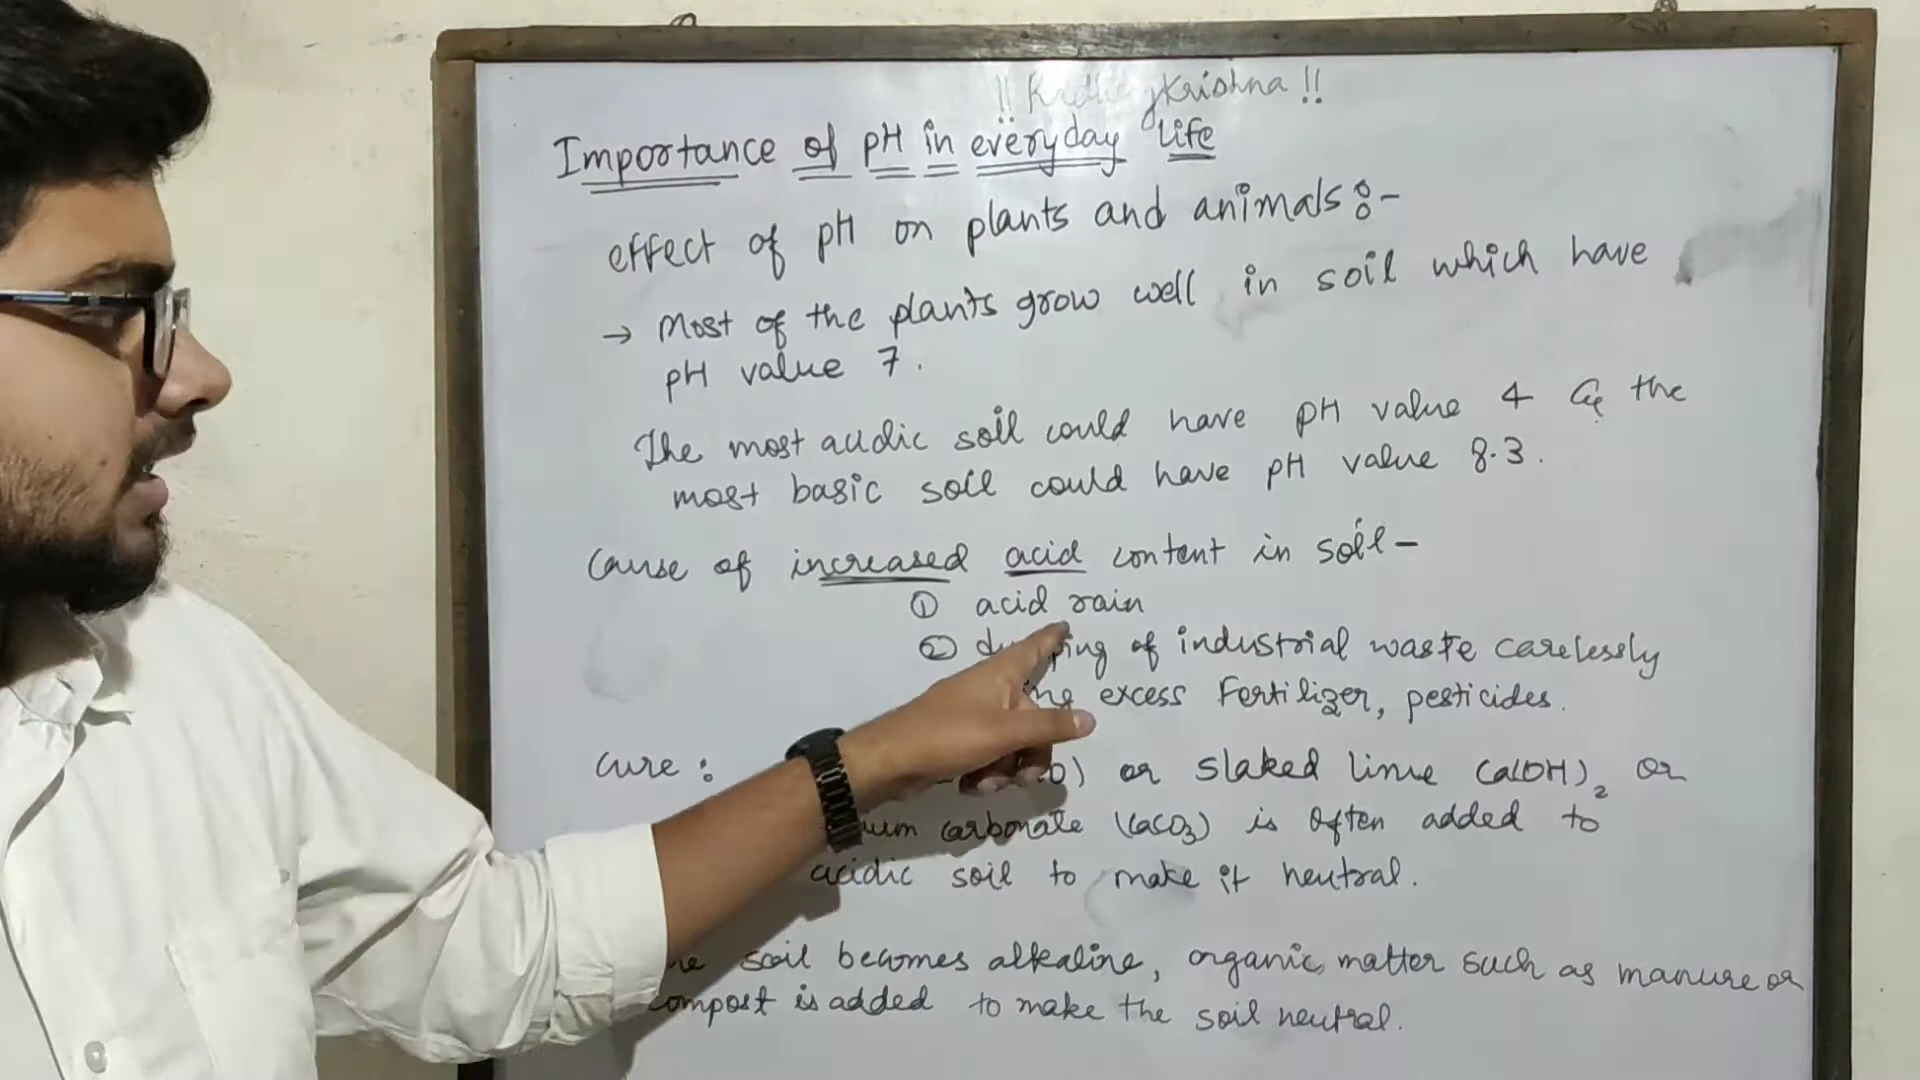 !! Krishna !!
Importance of pH in everyday life
effect of pH on plants and animals :-
→ Most of the plants grow well in soil which have
pH value 7.
The most acidic soil could have pH value 4 & the
most basic soil could have pH value 8.3.
Cause of increased acid content in soil -
① acid rain
② of industrial waste carelessly
excess Fertilizer, pesticides.
Cure :
or slaked lime Ca(OH)₂ or
carbonate (CaCO₃) is often added to
acidic soil to make it neutral.
soil becomes alkaline, organic matter such as manure or
compost is added to make the soil neutral.